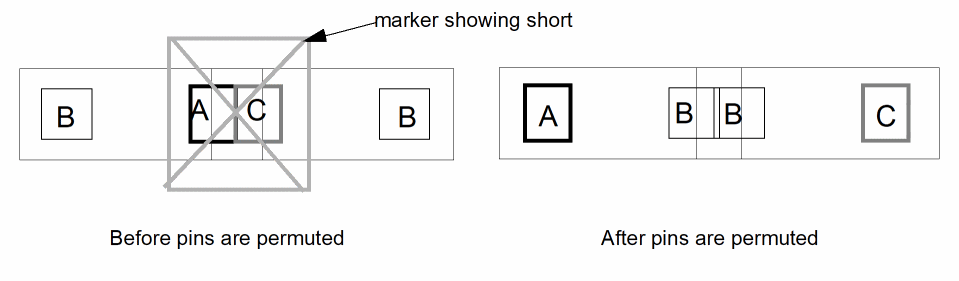 marker showing short
B
A
C
B
A
B
B
C
Before pins are permuted
After pins are permuted